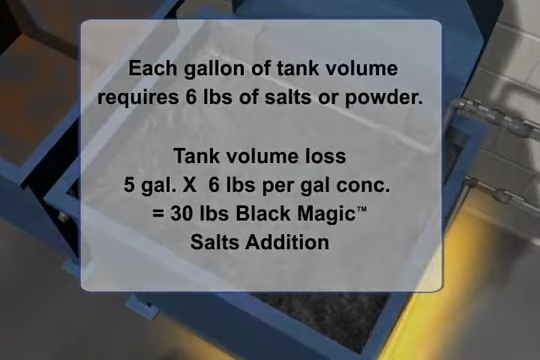 Each gallon of tank volume
requires 6 lbs of salts or powder.
Tank volume loss
5 gal. X 6 lbs per gal conc.
= 30 lbs Black Magic™
Salts Addition